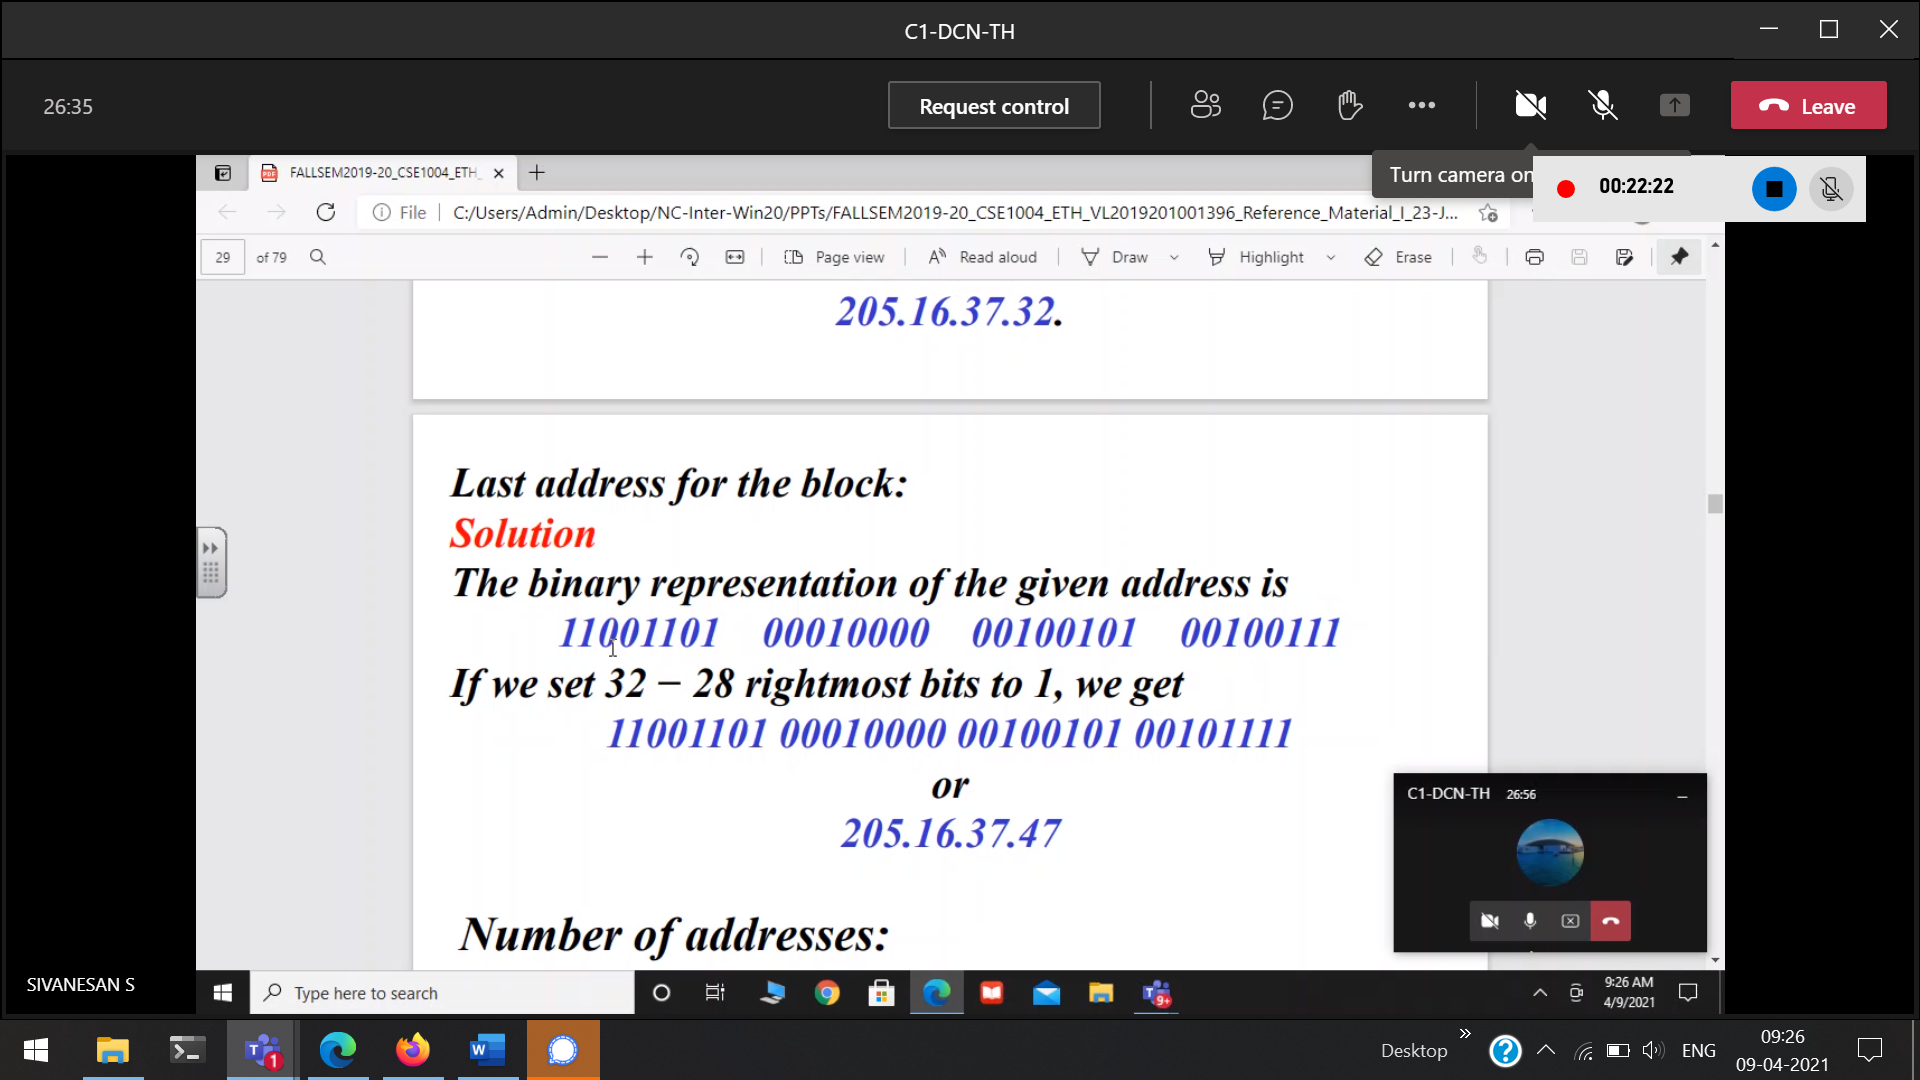 C1-DCN-TH
26:35
Request control
Leave
Turn camera on
00:22:22
FALLSEM2019-20_CSE1004_ETH_
File
C:/Users/Admin/Desktop/NC-Inter-Win20/PPTs/FALLSEM2019-20_CSE1004_ETH_VL2019201001396_Reference_Material_I_23-J...
29 of 79
Page view
Read aloud
Draw
Highlight
Erase
205.16.37.32.
Last address for the block:
Solution
The binary representation of the given address is
11001101 00010000 00100101 00100111
If we set 32 − 28 rightmost bits to 1, we get
11001101 00010000 00100101 00101111
or
205.16.37.47
Number of addresses:
C1-DCN-TH 26:56
SIVANESAN S
Type here to search
9+
9:26 AM
4/9/2021
1
Desktop
ENG
09:26
09-04-2021